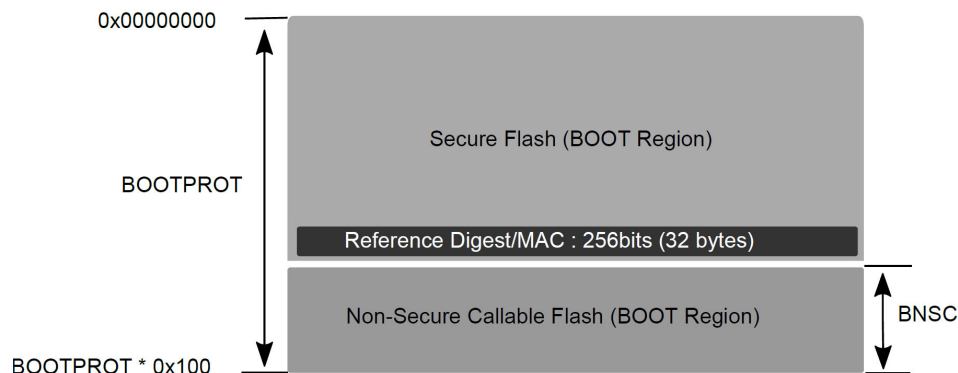 0x00000000
Secure Flash (BOOT Region)
BOOTPROT
Reference Digest/MAC : 256bits (32 bytes)
Non-Secure Callable Flash (BOOT Region)
BNSC
BOOTPROT * 0x100